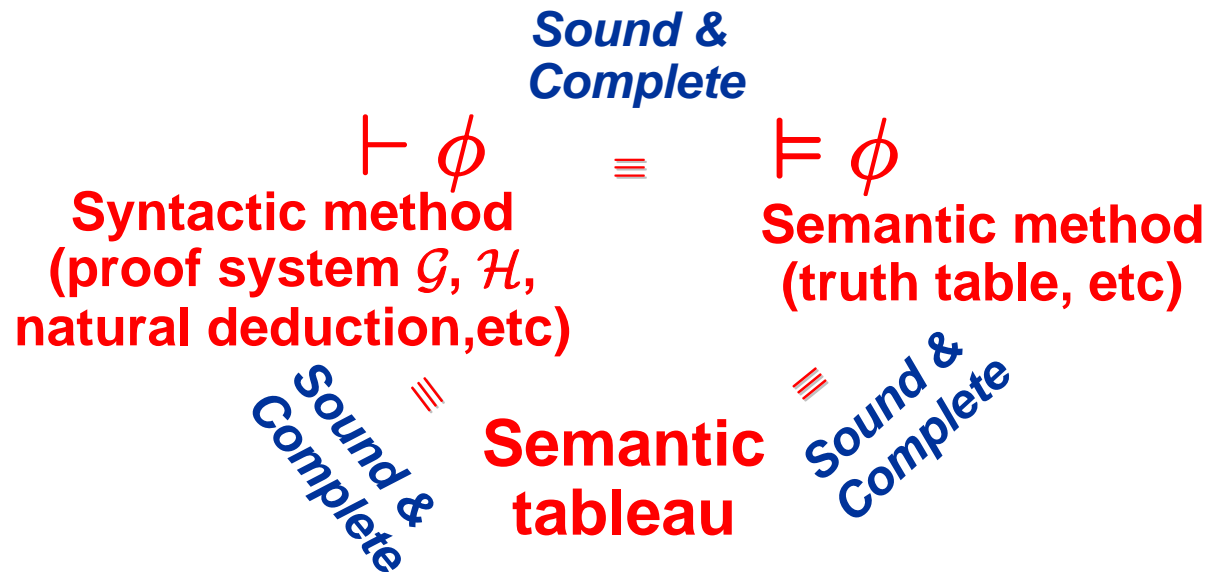 Sound &
Complete
⊢ ϕ ≡ ⊨ ϕ
Syntactic method
(proof system 𝒢, ℋ,
natural deduction,etc)
Semantic method
(truth table, etc)
≡
≡
Sound &
Complete
Semantic
tableau
Sound &
Complete